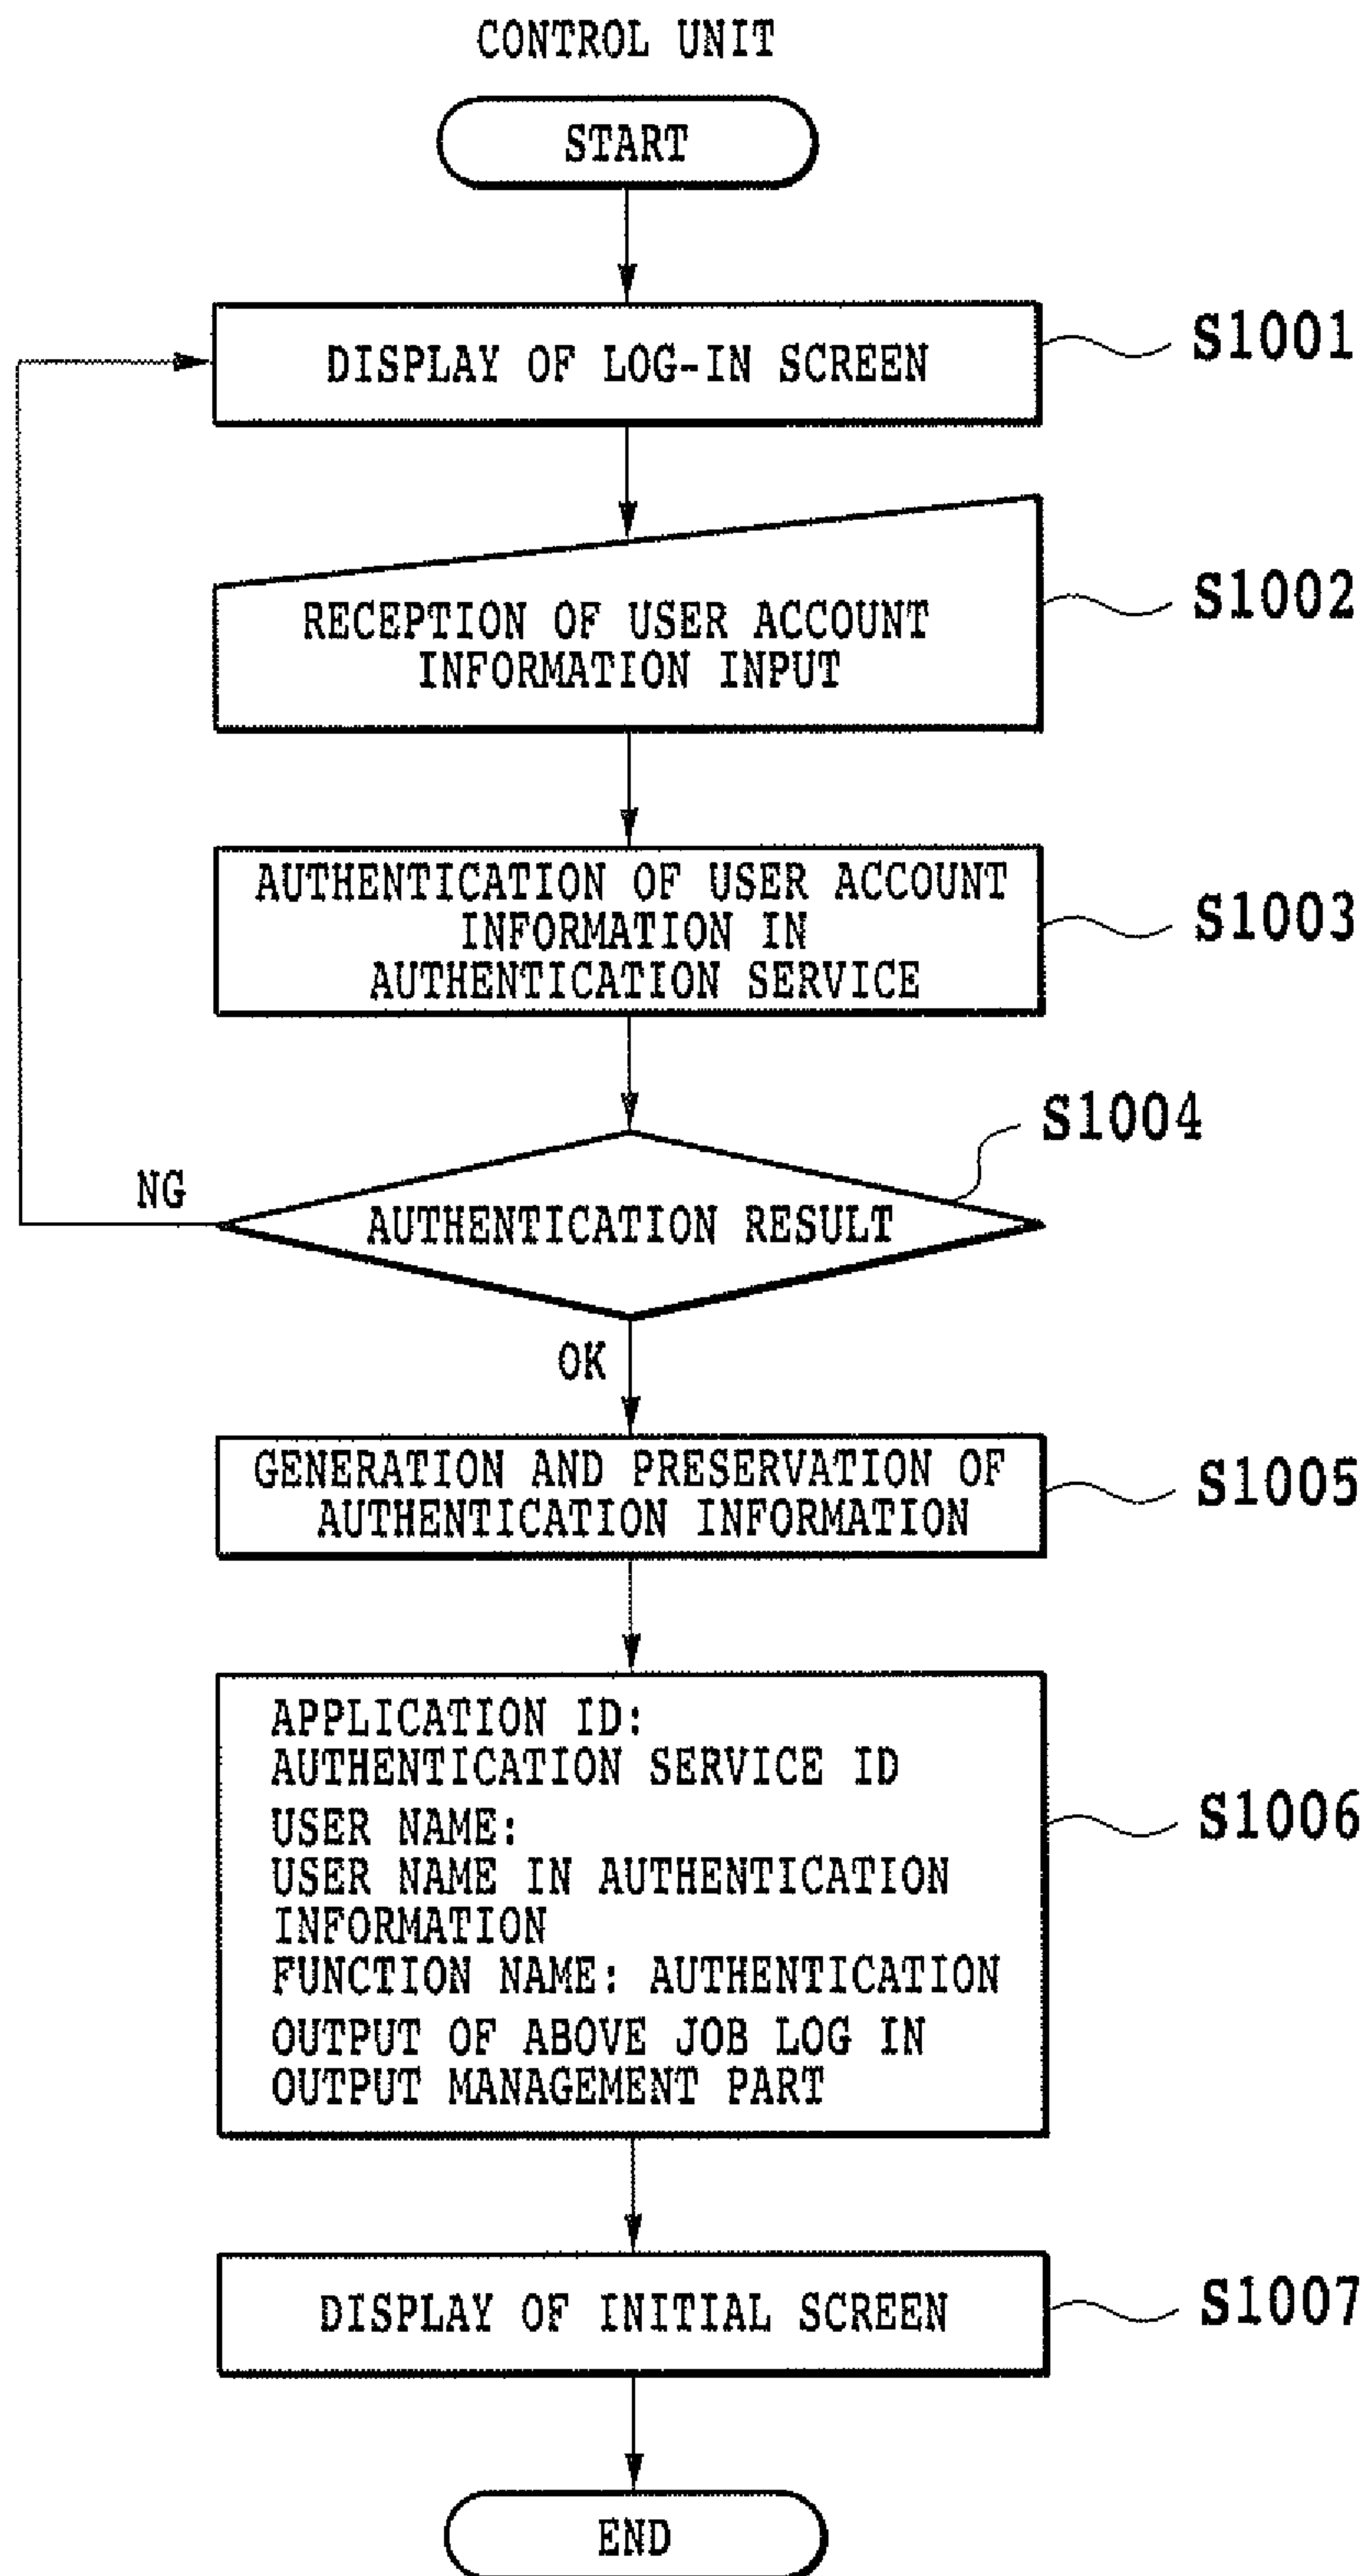 CONTROL UNIT
START
DISPLAY OF LOG-IN SCREEN
S1001
RECEPTION OF USER ACCOUNT
INFORMATION INPUT
S1002
AUTHENTICATION OF USER ACCOUNT
INFORMATION IN
AUTHENTICATION SERVICE
S1003
S1004
NG
AUTHENTICATION RESULT
OK
GENERATION AND PRESERVATION OF
AUTHENTICATION INFORMATION
S1005
APPLICATION ID:
AUTHENTICATION SERVICE ID
USER NAME:
USER NAME IN AUTHENTICATION
INFORMATION
FUNCTION NAME: AUTHENTICATION
OUTPUT OF ABOVE JOB LOG IN
OUTPUT MANAGEMENT PART
S1006
DISPLAY OF INITIAL SCREEN
S1007
END